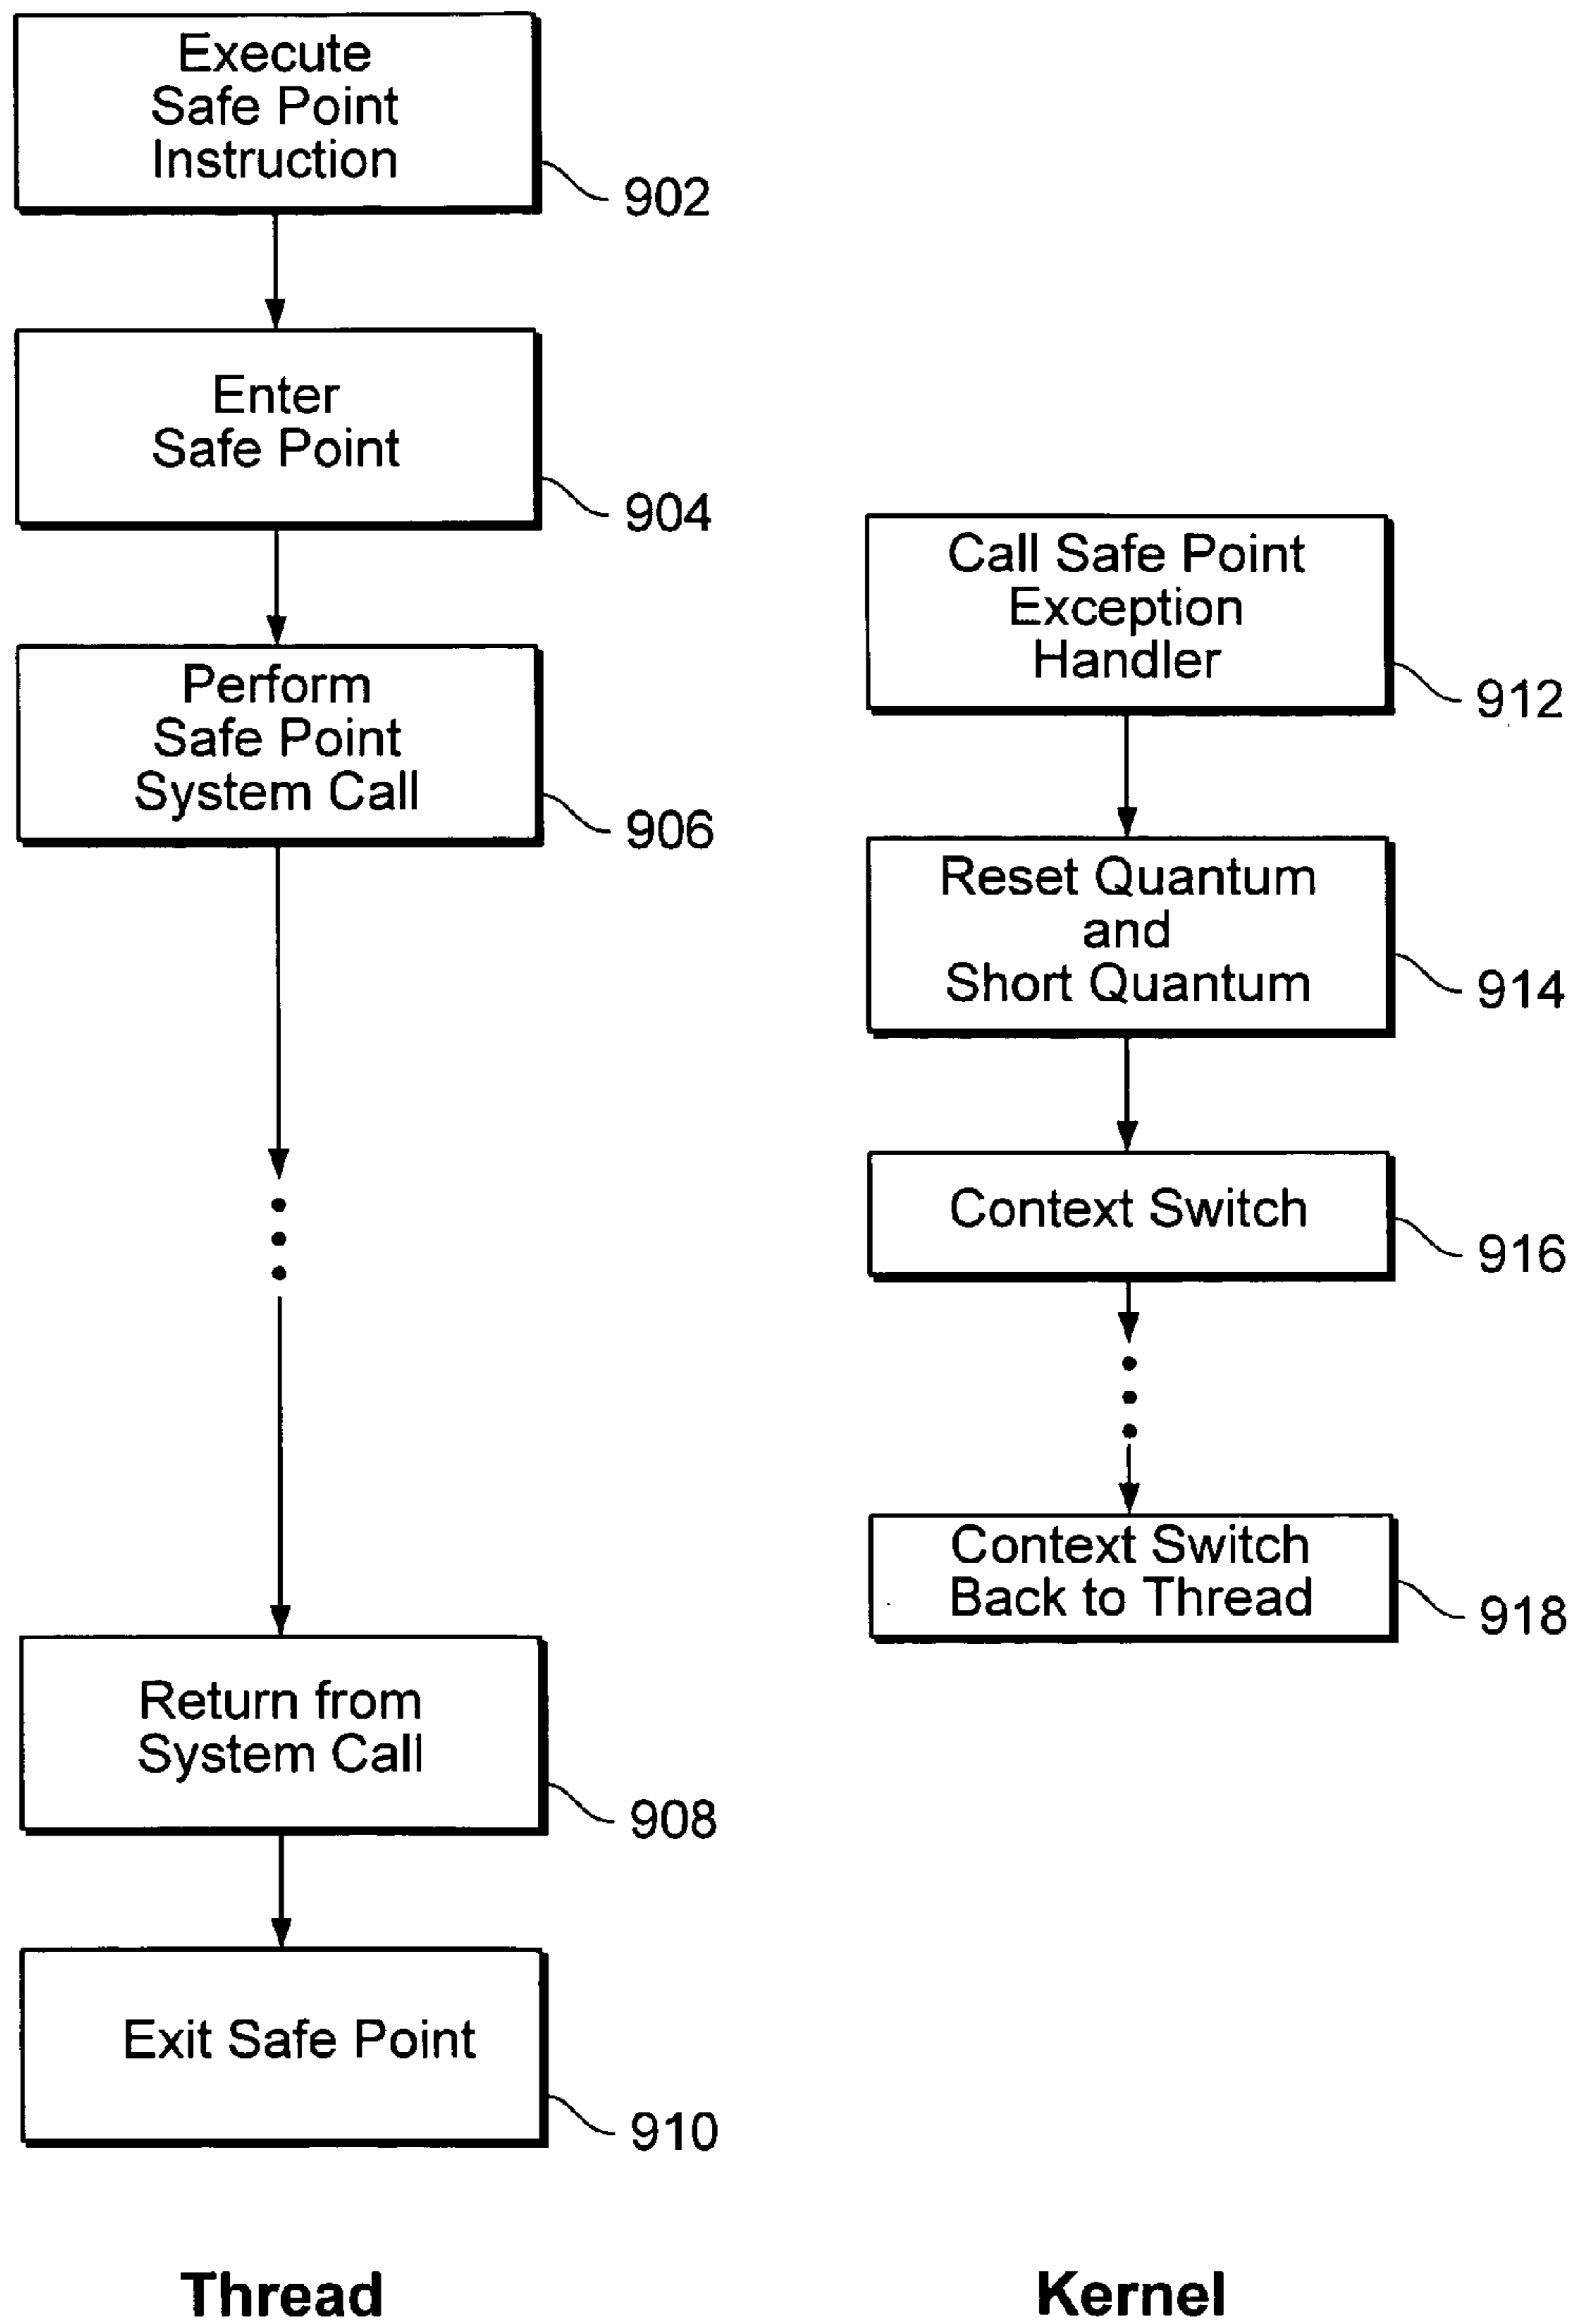 Execute
Safe Point
Instruction
902
Enter
Safe Point
904
Perform
Safe Point
System Call
906
Return from
System Call
908
Exit Safe Point
910
Thread
Call Safe Point
Exception
Handler
912
Reset Quantum
and
Short Quantum
914
Context Switch
916
Context Switch
Back to Thread
918
Kernel